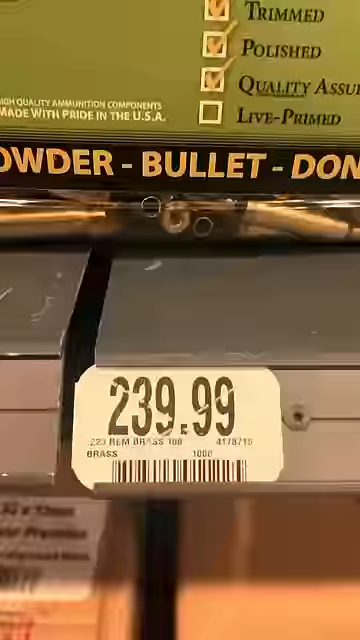 TRIMMED
POLISHED
QUALITY ASSU
LIVE-PRIMED
HIGH QUALITY AMMUNITION COMPONENTS
MADE WITH PRIDE IN THE U.S.A.
OWDER - BULLET - DON
239.99
.223 REM BRASS 100 4178715
BRASS 1000